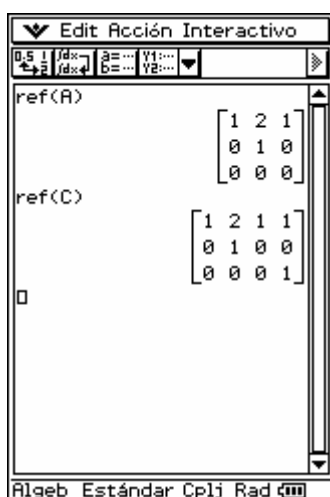 Edit Acción Interactivo
ref(A)
1 2 1
0 1 0
0 0 0
ref(C)
1 2 1 1
0 1 0 0
0 0 0 1
Algeb Estándar Cplj Rad